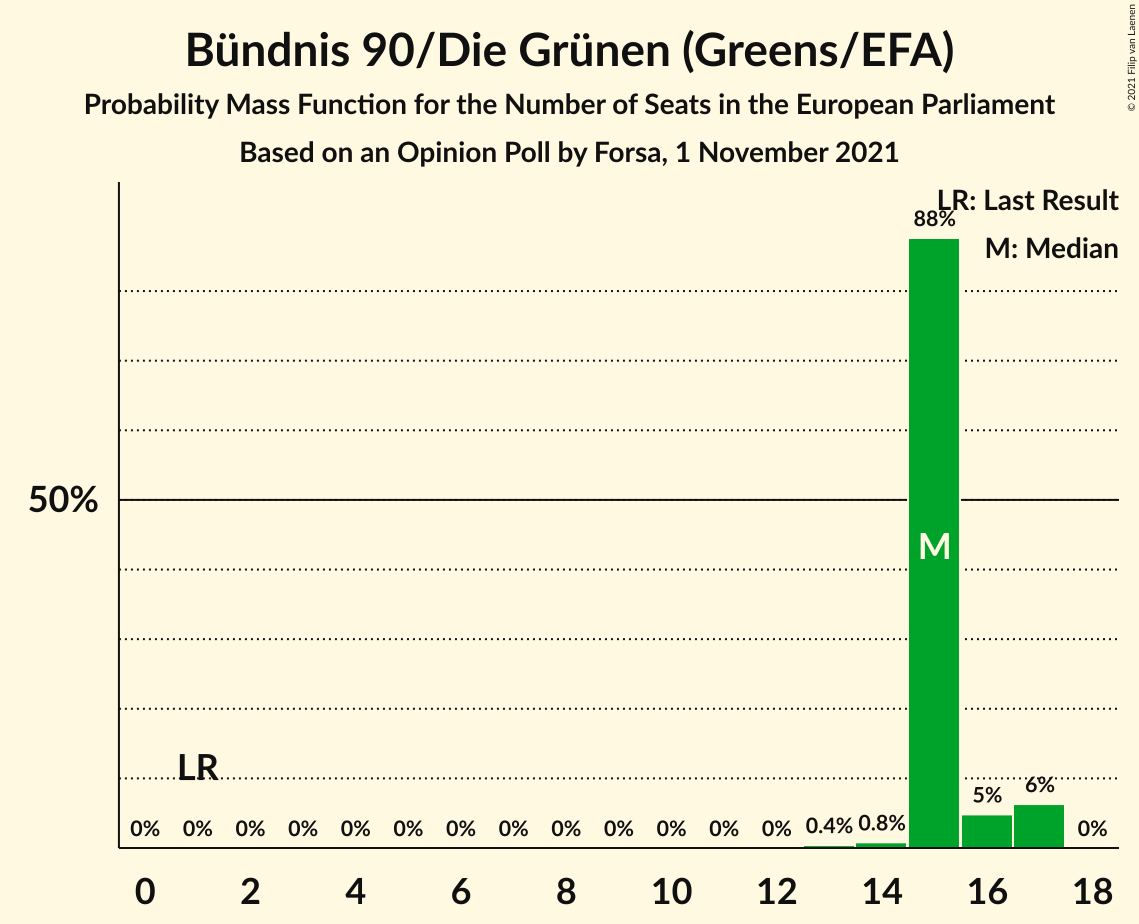 Bündnis 90/Die Grünen (Greens/EFA)
Probability Mass Function for the Number of Seats in the European Parliament
Based on an Opinion Poll by Forsa, 1 November 2021
© 2021 Filip van Laenen
LR: Last Result
88%
M: Median
50%
M
LR
0% 0% 0% 0% 0% 0% 0% 0% 0% 0% 0% 0% 0% 0.4% 0.8% 5% 6% 0%
0 2 4 6 8 10 12 14 16 18